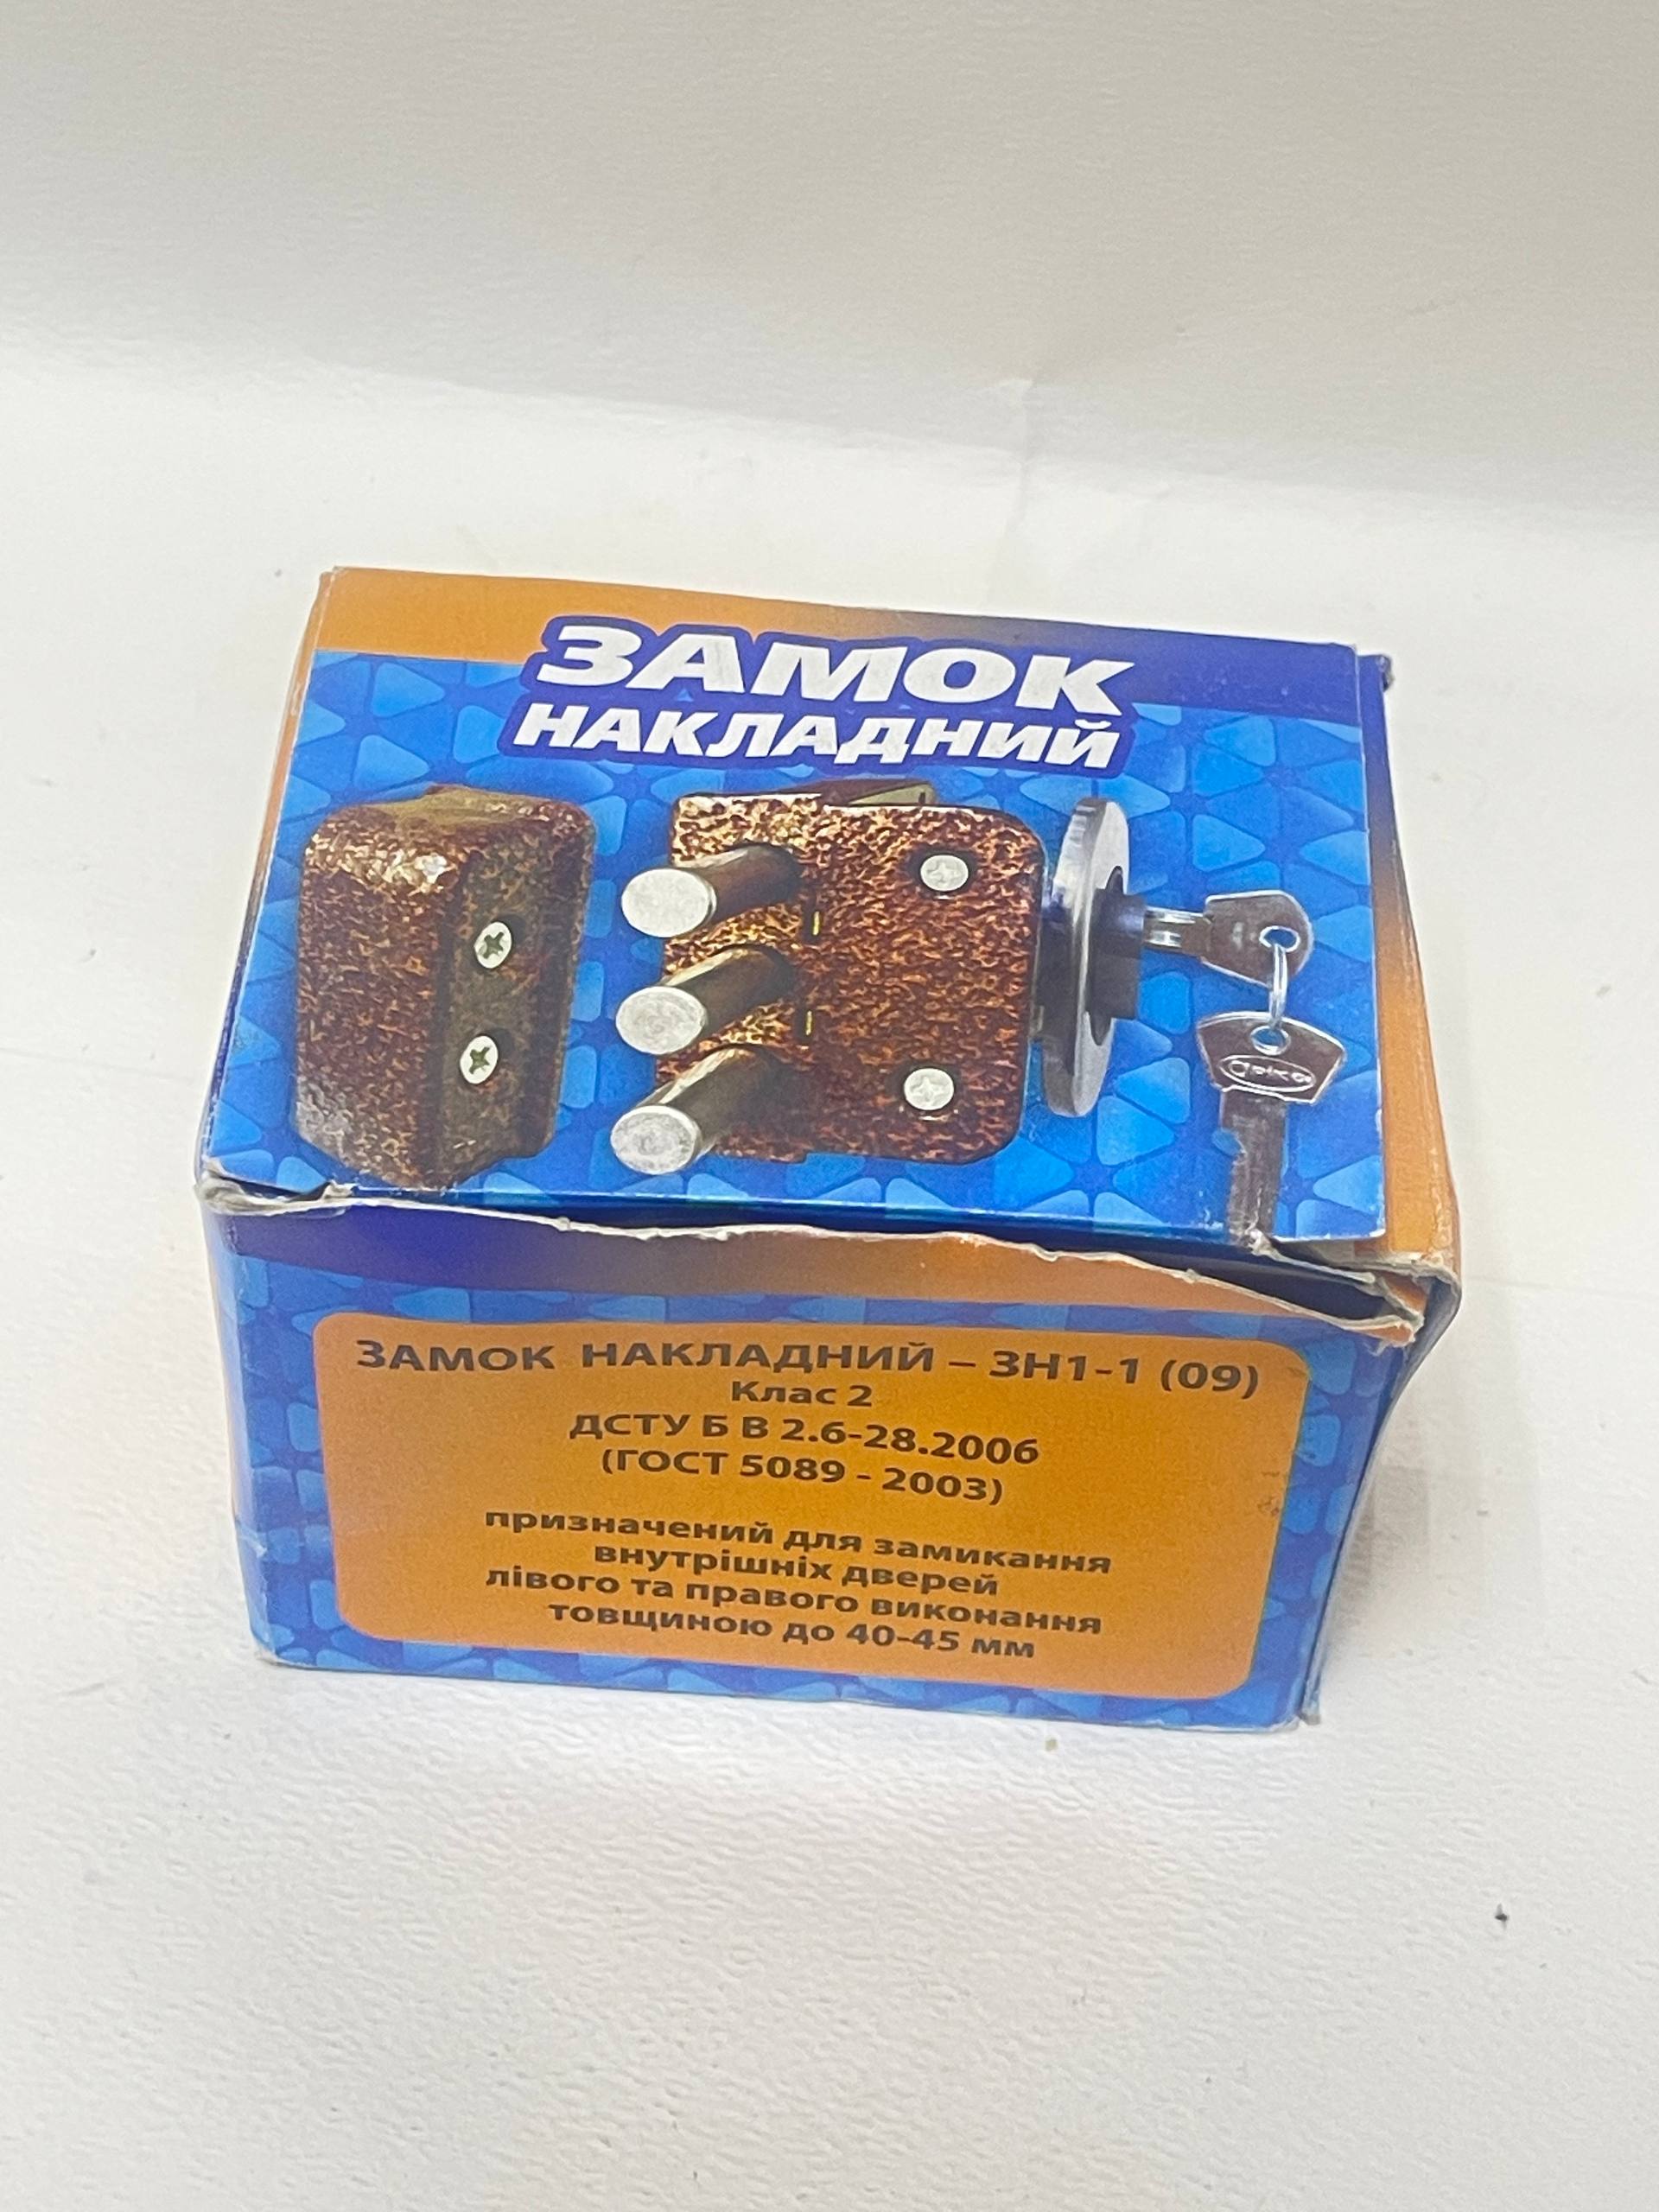 ЗАМОК
НАКЛАДНИЙ
ЗАМОК НАКЛАДНИЙ – ЗН1-1 (09)
Клас 2
ДСТУ Б В 2.6-28.2006
(ГОСТ 5089 - 2003)
призначений для замикання
внутрішніх дверей
лівого та правого виконання
товщиною до 40-45 мм